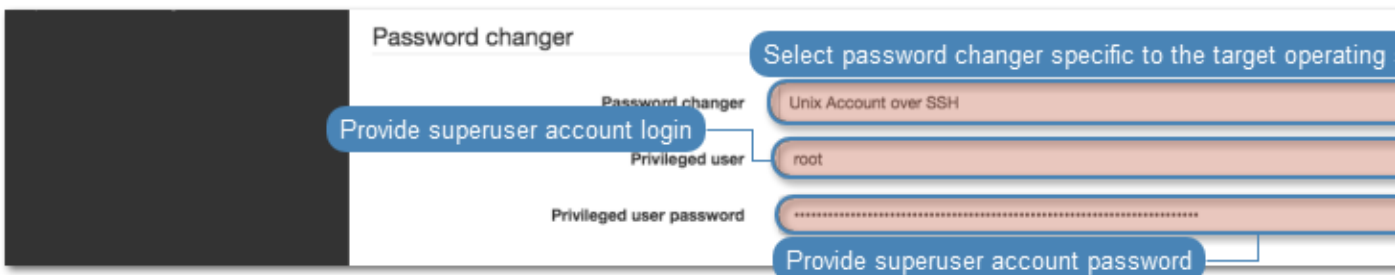 Password changer
Select password changer specific to the target operating
Password changer
Unix Account over SSH
Provide superuser account login
Privileged user
root
Privileged user password
Provide superuser account password